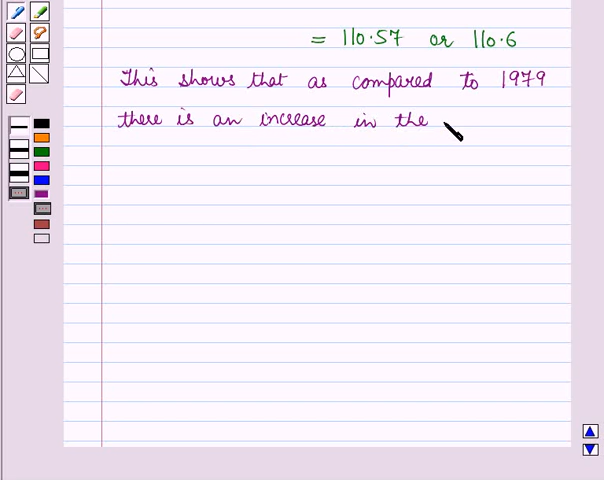 = 110.57 or 110.6
This shows that as compared to 1979
there is an increase in the